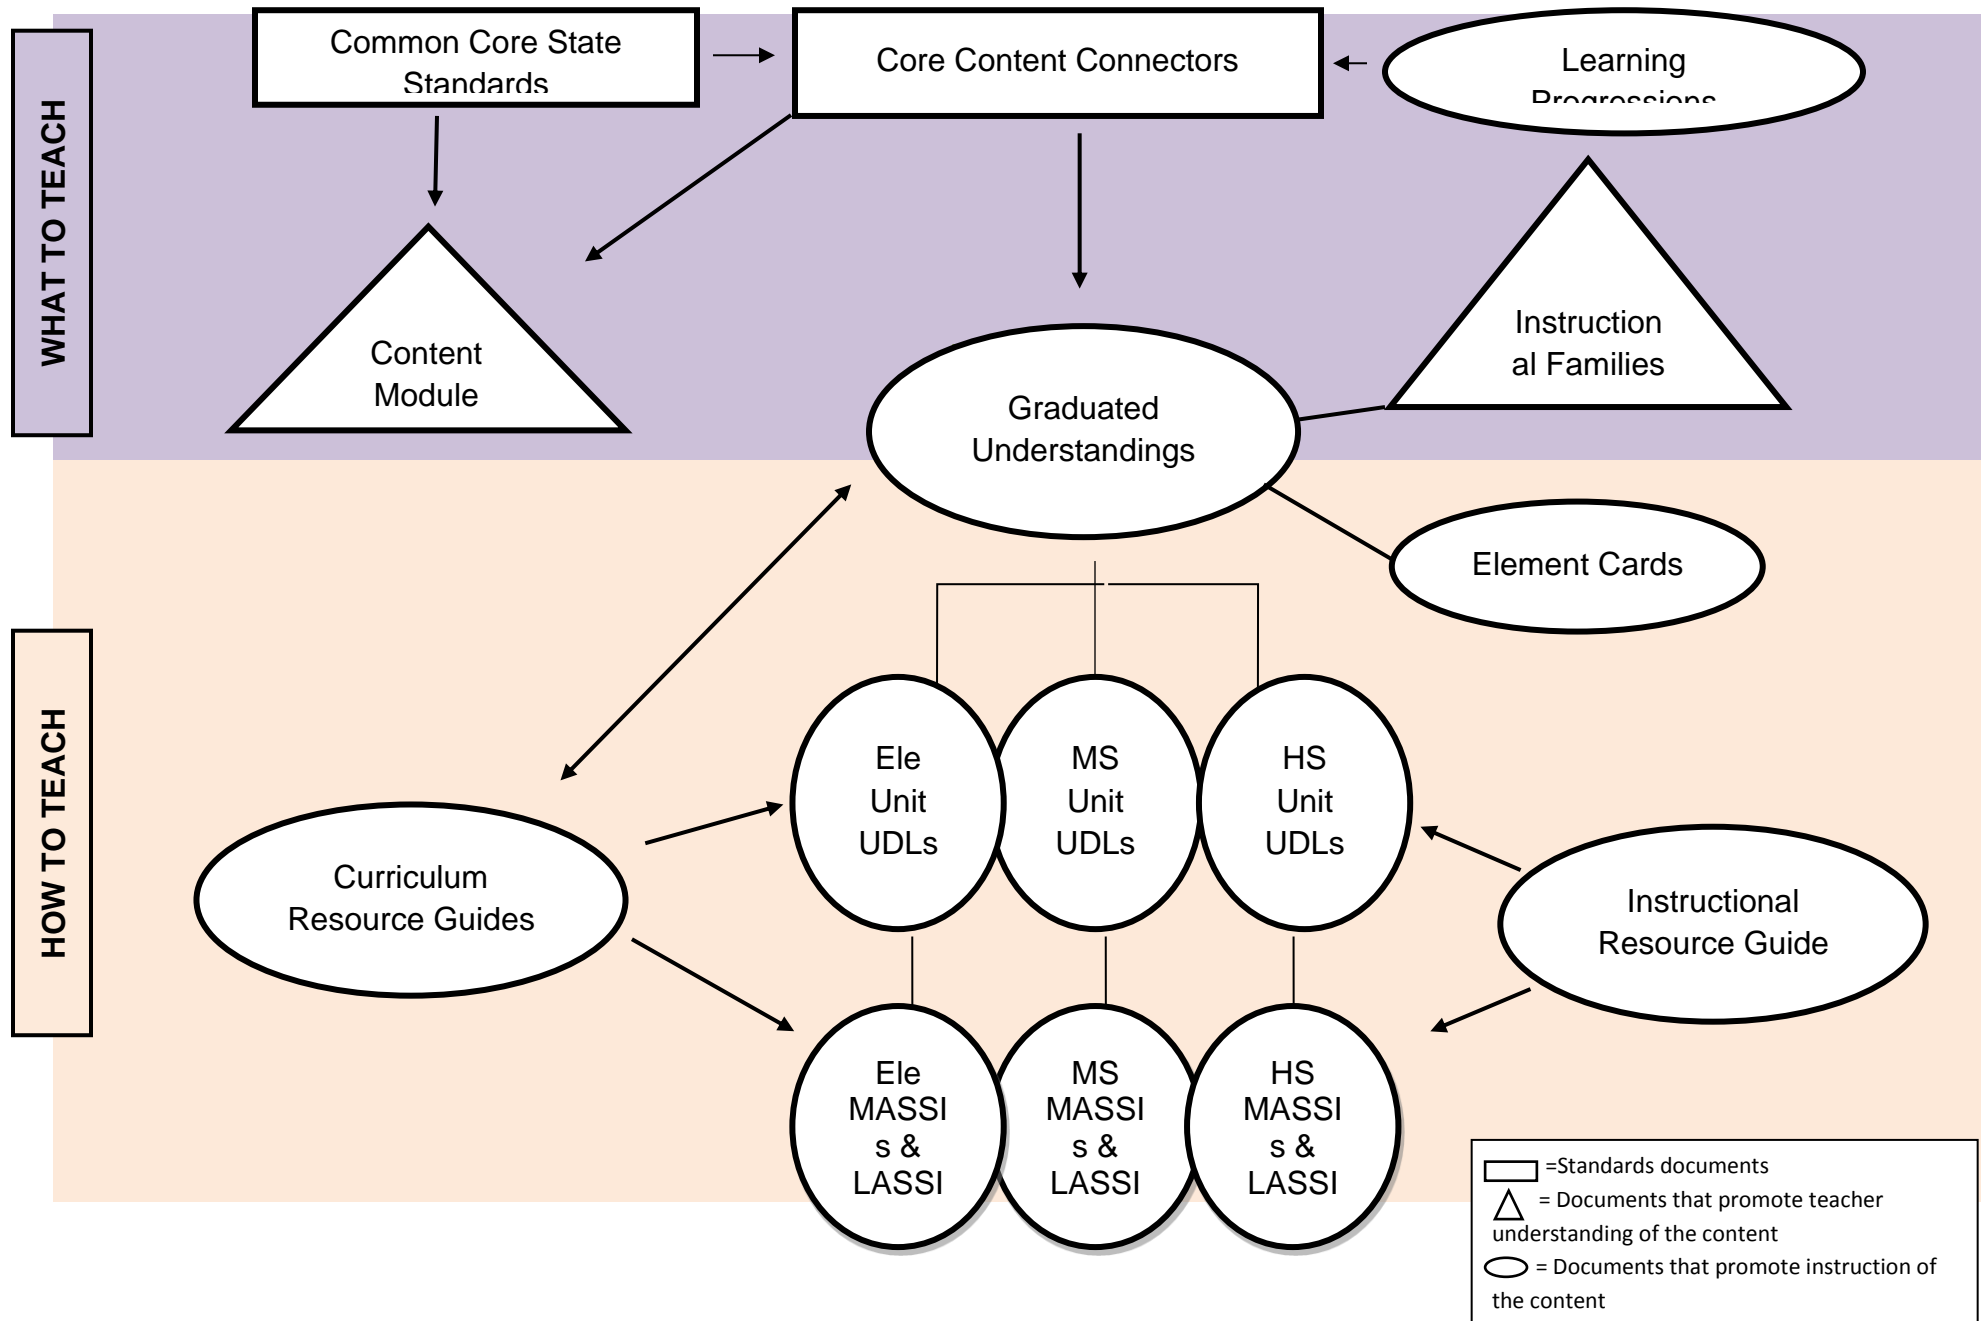 WHAT TO TEACH
Common Core State
Standards
Core Content Connectors
Learning
Progressions
Content
Module
Instruction
al Families
Graduated
Understandings
Element Cards
HOW TO TEACH
Ele
Unit
UDLs
MS
Unit
UDLs
HS
Unit
UDLs
Curriculum
Resource Guides
Instructional
Resource Guide
Ele
MASSI
s &
LASSI
MS
MASSI
s &
LASSI
HS
MASSI
s &
LASSI
=Standards documents
= Documents that promote teacher
understanding of the content
= Documents that promote instruction of
the content